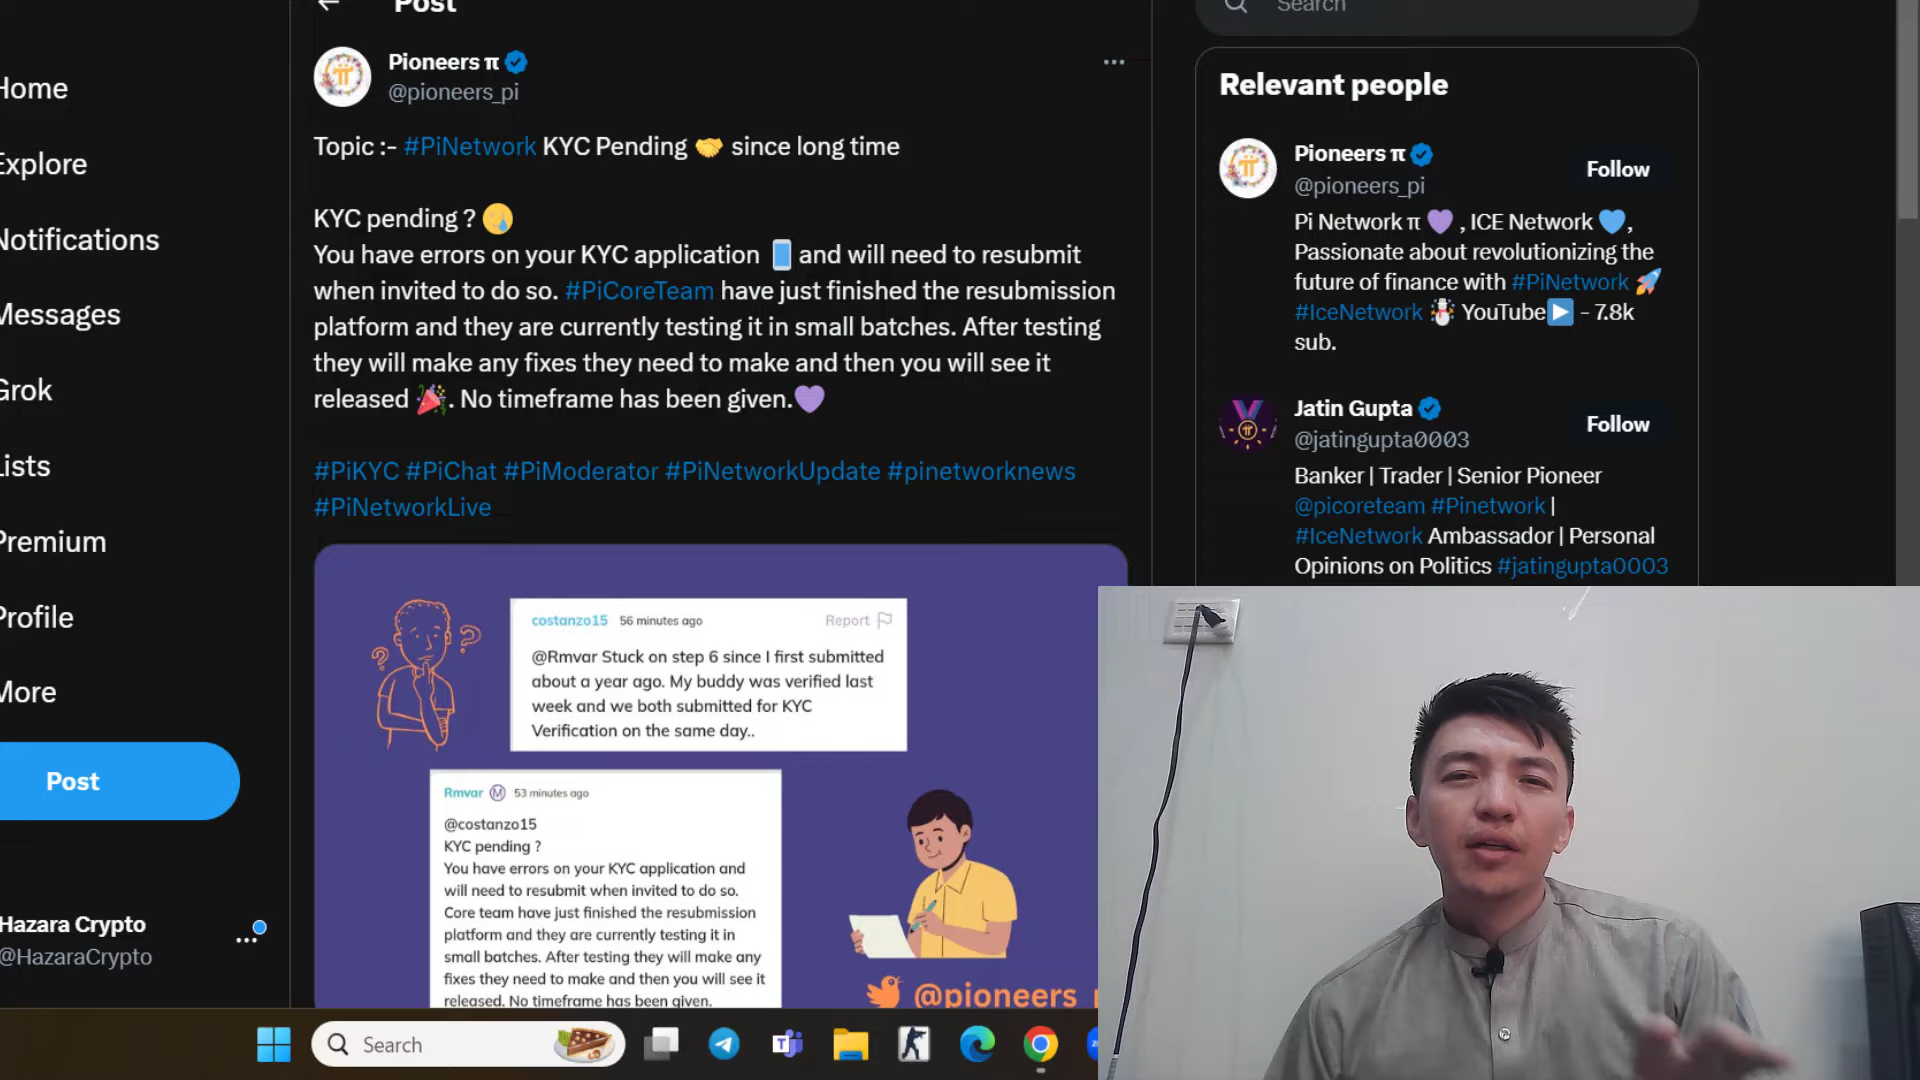 Post
Search
Home
Explore
Notifications
Messages
Grok
Lists
Premium
Profile
More
Post
Hazara Crypto
@HazaraCrypto
Pioneers π
@pioneers_pi
Topic :- #PiNetwork KYC Pending 🤝 since long time
KYC pending ? 🥲
You have errors on your KYC application 📱 and will need to resubmit
when invited to do so. #PiCoreTeam have just finished the resubmission
platform and they are currently testing it in small batches. After testing
they will make any fixes they need to make and then you will see it
released 🎉. No timeframe has been given.💜
#PiKYC #PiChat #PiModerator #PiNetworkUpdate #pinetworknews
#PiNetworkLive
costanzo15 56 minutes ago Report
@Rmvar Stuck on step 6 since I first submitted
about a year ago. My buddy was verified last
week and we both submitted for KYC
Verification on the same day..
Rmvar M 53 minutes ago
@costanzo15
KYC pending ?
You have errors on your KYC application and
will need to resubmit when invited to do so.
Core team have just finished the resubmission
platform and they are currently testing it in
small batches. After testing they will make any
fixes they need to make and then you will see it
released. No timeframe has been given.
@pioneers
Relevant people
Pioneers π
Follow
@pioneers_pi
Pi Network π 💜 , ICE Network 💙,
Passionate about revolutionizing the
future of finance with #PiNetwork 🚀
#IceNetwork ☃️ YouTube▶️ - 7.8k
sub.
Jatin Gupta
Follow
@jatingupta0003
Banker | Trader | Senior Pioneer
@picoreteam #Pinetwork |
#IceNetwork Ambassador | Personal
Opinions on Politics #jatingupta0003
Search